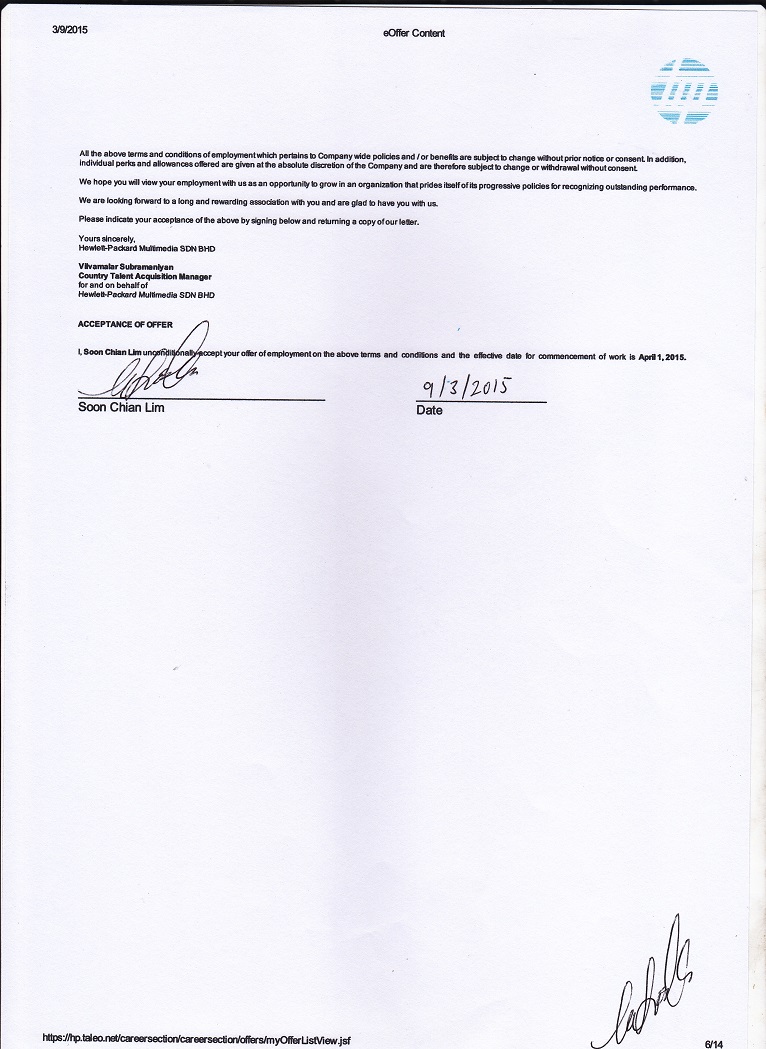 3/9/2015
eOffer Content
hp
All the above terms and conditions of employment which pertains to Company wide policies and / or benefits are subject to change without prior notice or consent. In addition,
individual perks and allowances offered are given at the absolute discretion of the Company and are therefore subject to change or withdrawal without consent.
We hope you will view your employment with us as an opportunity to grow in an organization that prides itself of its progressive policies for recognizing outstanding performance.
We are looking forward to a long and rewarding association with you and are glad to have you with us.
Please indicate your acceptance of the above by signing below and returning a copy of our letter.
Yours sincerely,
Hewlett-Packard Multimedia SDN BHD
Vilvamalar Subramaniyan
Country Talent Acquisition Manager
for and on behalf of
Hewlett-Packard Multimedia SDN BHD
ACCEPTANCE OF OFFER
I, Soon Chian Lim unconditionally accept your offer of employment on the above terms and conditions and the effective date for commencement of work is April 1, 2015.
9/3/2015
Soon Chian Lim
Date
https://hp.taleo.net/careersection/careersection/offers/myOfferListView.jsf
6/14